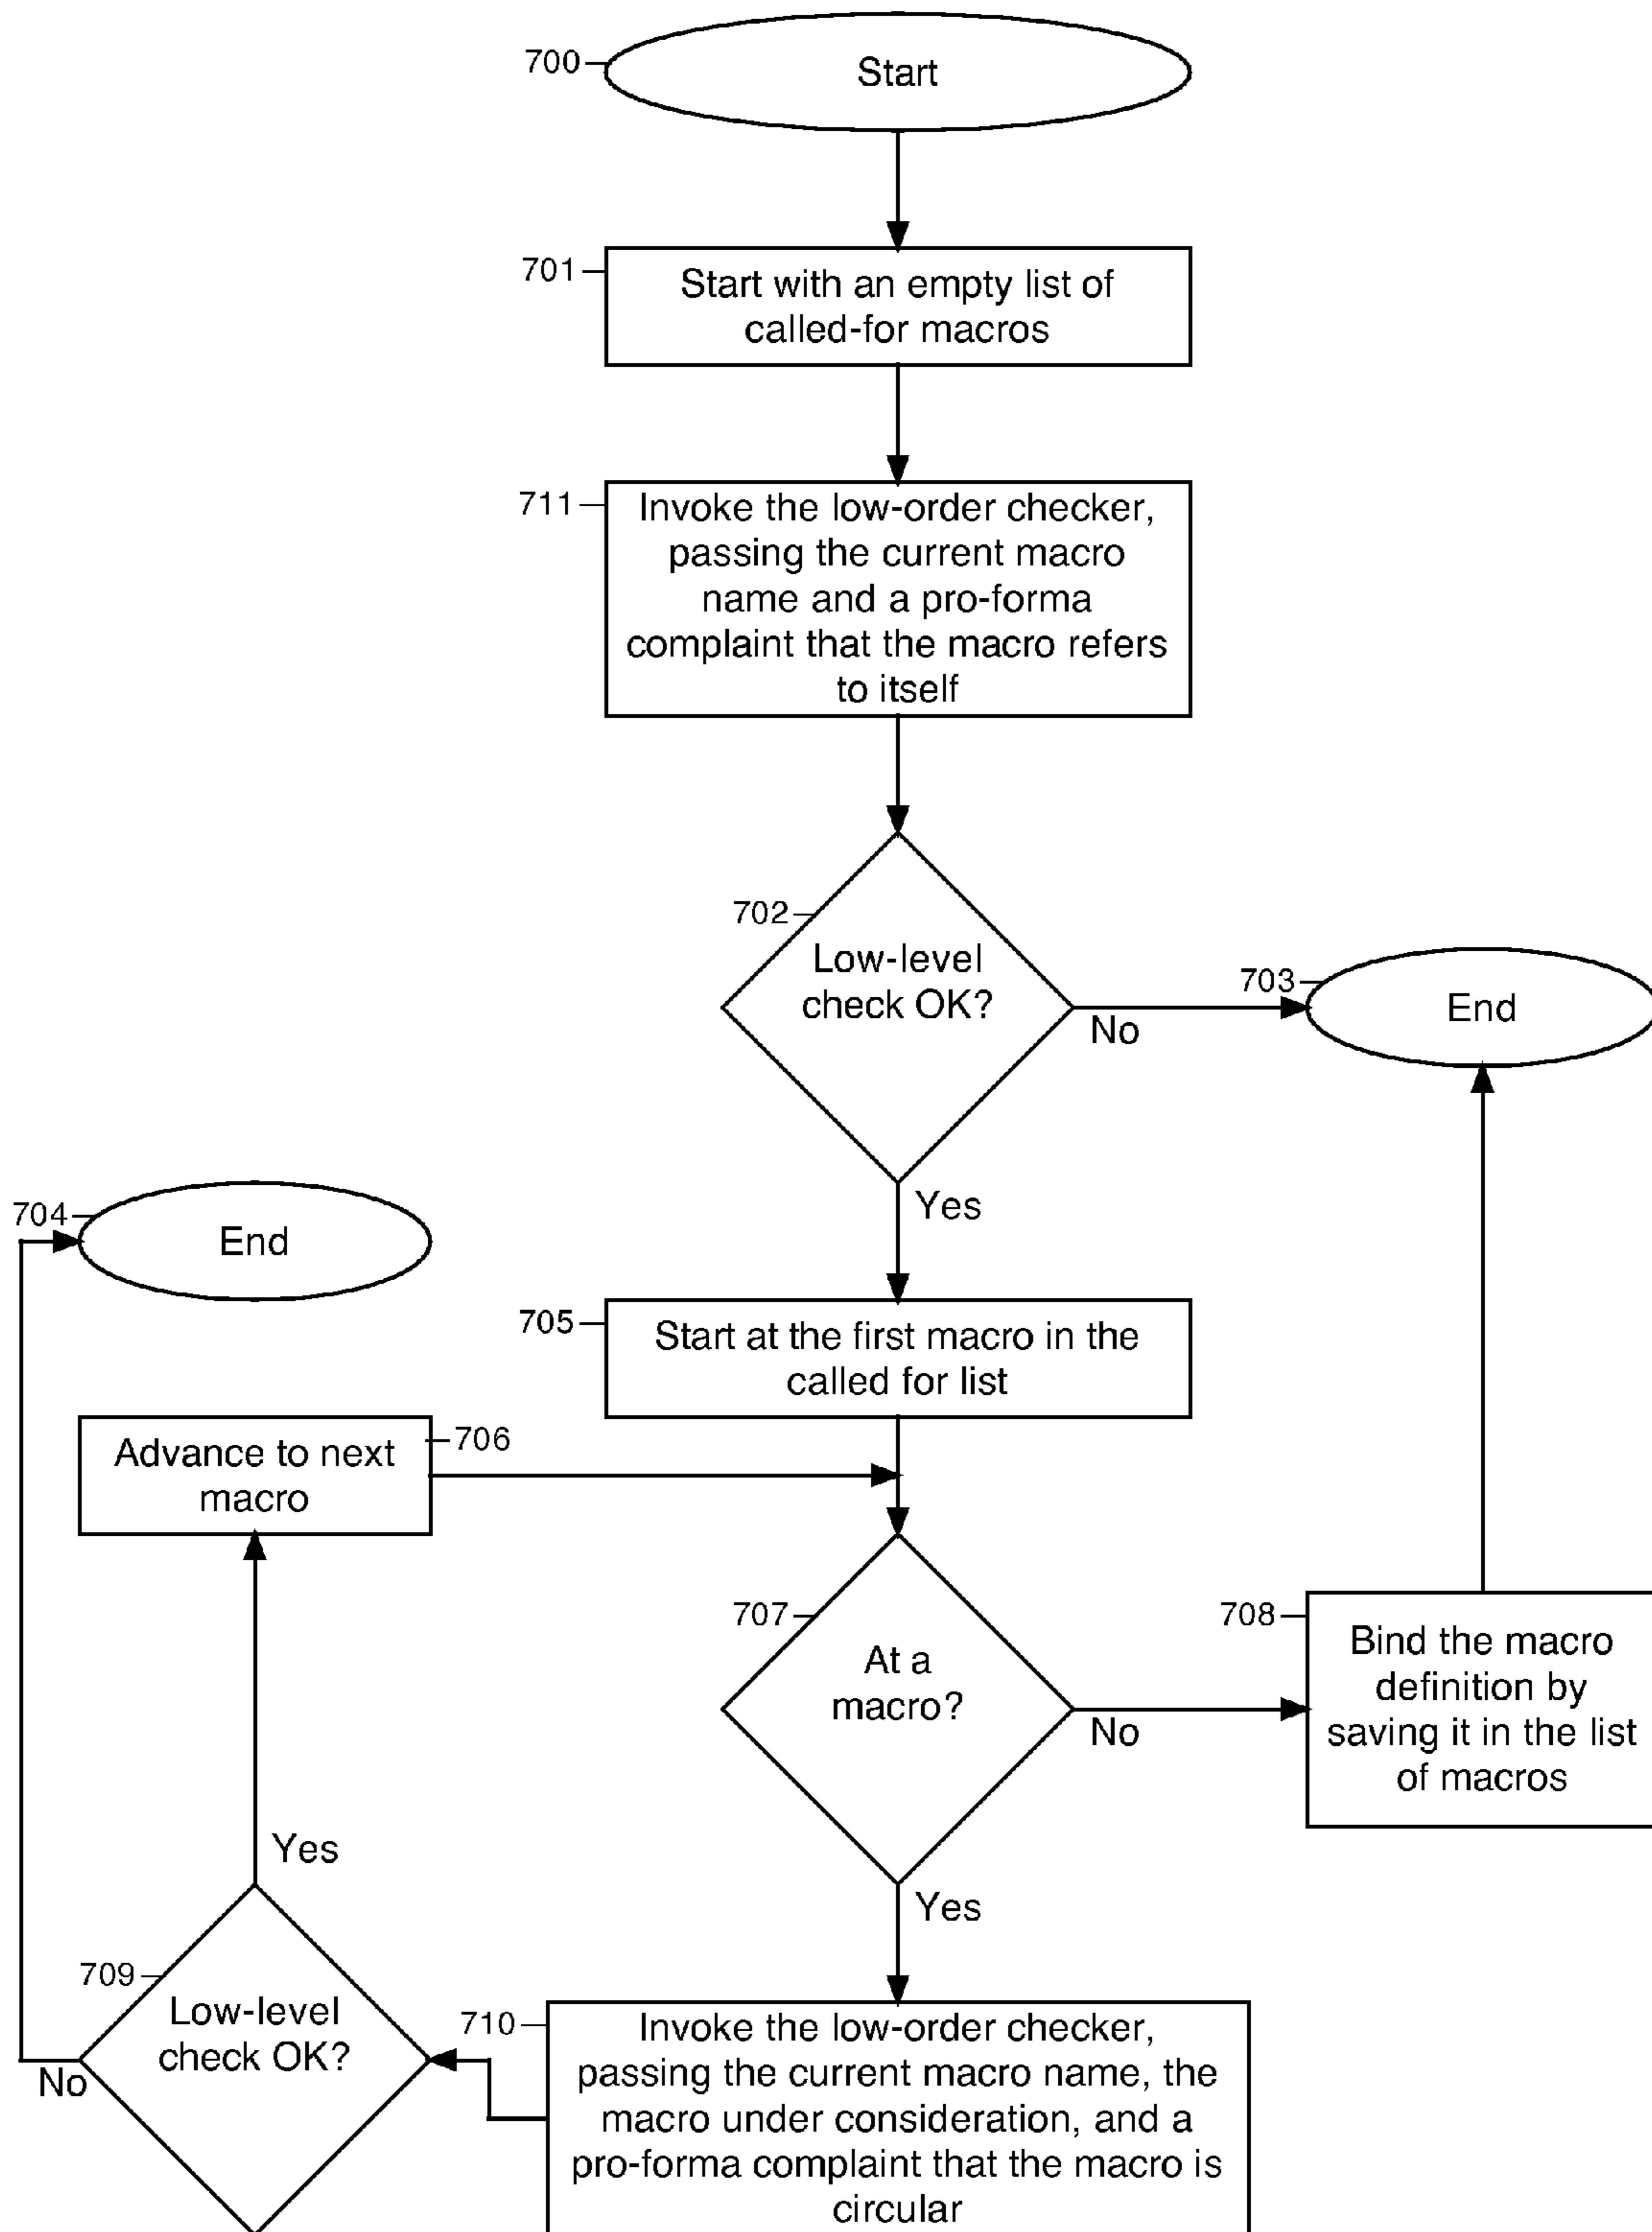 700
Start
701
Start with an empty list of
called-for macros
711
Invoke the low-order checker,
passing the current macro
name and a pro-forma
complaint that the macro refers
to itself
702
Low-level
check OK?
No
703
End
Yes
704
End
705
Start at the first macro in the
called for list
Advance to next
macro
706
707
At a
macro?
No
708
Bind the macro
definition by
saving it in the list
of macros
Yes
Yes
709
Low-level
check OK?
No
710
Invoke the low-order checker,
passing the current macro name, the
macro under consideration, and a
pro-forma complaint that the macro is
circular